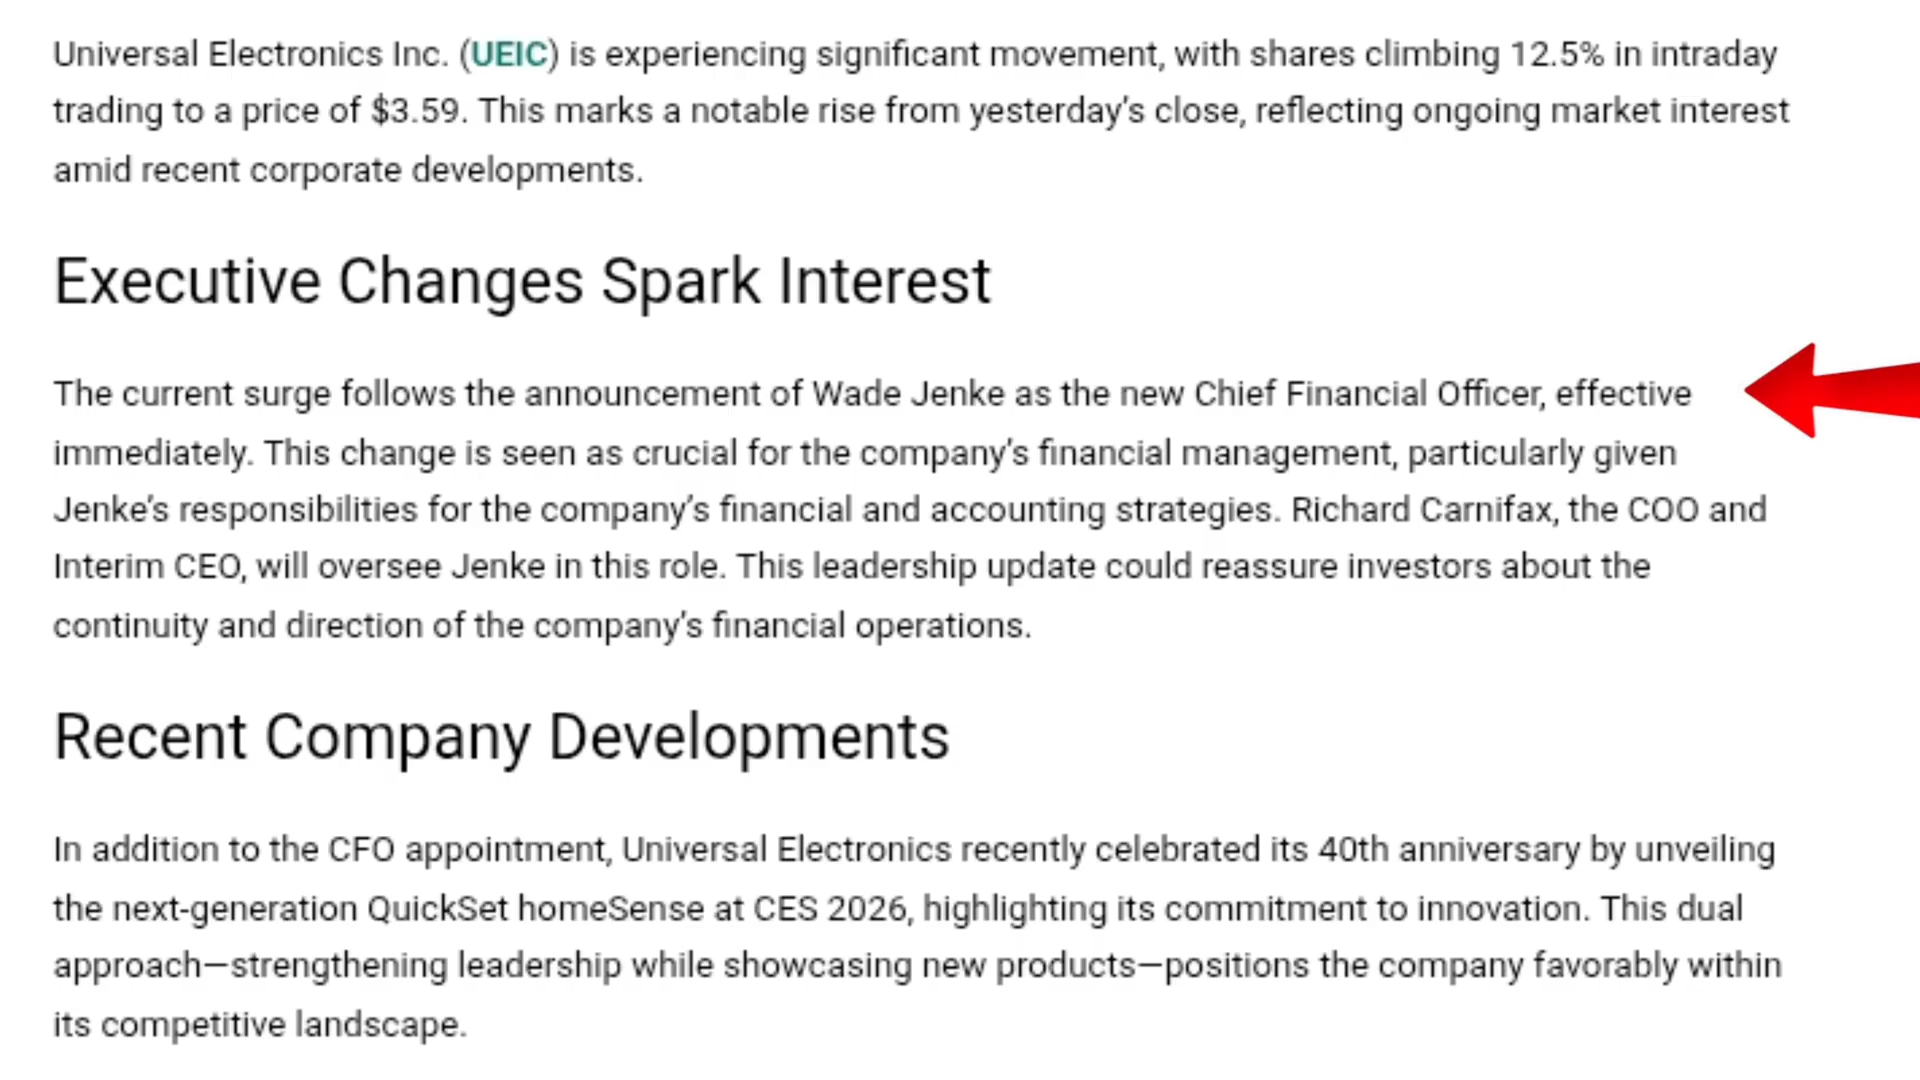 Universal Electronics Inc. (UEIC) is experiencing significant movement, with shares climbing 12.5% in intraday
trading to a price of $3.59. This marks a notable rise from yesterday’s close, reflecting ongoing market interest
amid recent corporate developments.
Executive Changes Spark Interest
The current surge follows the announcement of Wade Jenke as the new Chief Financial Officer, effective
immediately. This change is seen as crucial for the company’s financial management, particularly given
Jenke’s responsibilities for the company’s financial and accounting strategies. Richard Carnifax, the COO and
Interim CEO, will oversee Jenke in this role. This leadership update could reassure investors about the
continuity and direction of the company’s financial operations.
Recent Company Developments
In addition to the CFO appointment, Universal Electronics recently celebrated its 40th anniversary by unveiling
the next-generation QuickSet homeSense at CES 2026, highlighting its commitment to innovation. This dual
approach—strengthening leadership while showcasing new products—positions the company favorably within
its competitive landscape.